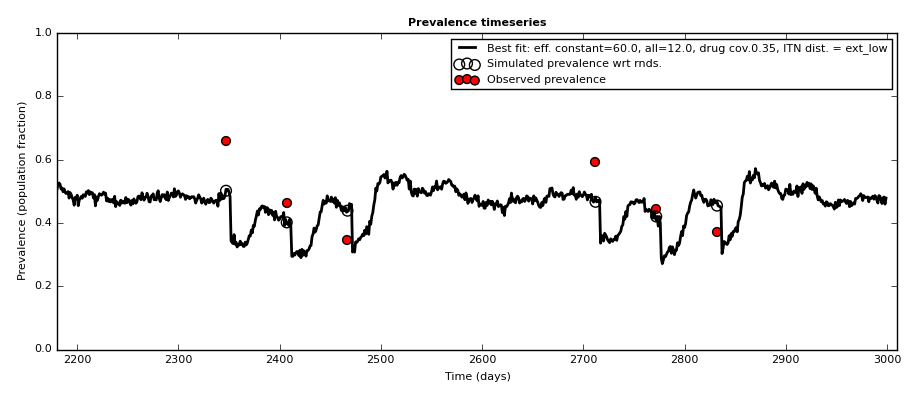 Prevalence timeseries
1.0
0.8
0.6
0.4
0.2
0.0
Prevalence (population fraction)
Best fit: eff. constant=60.0, all=12.0, drug cov.0.35, ITN dist. = ext_low
Simulated prevalence wrt rnds.
Observed prevalence
2200 2300 2400 2500 2600 2700 2800 2900 3000
Time (days)